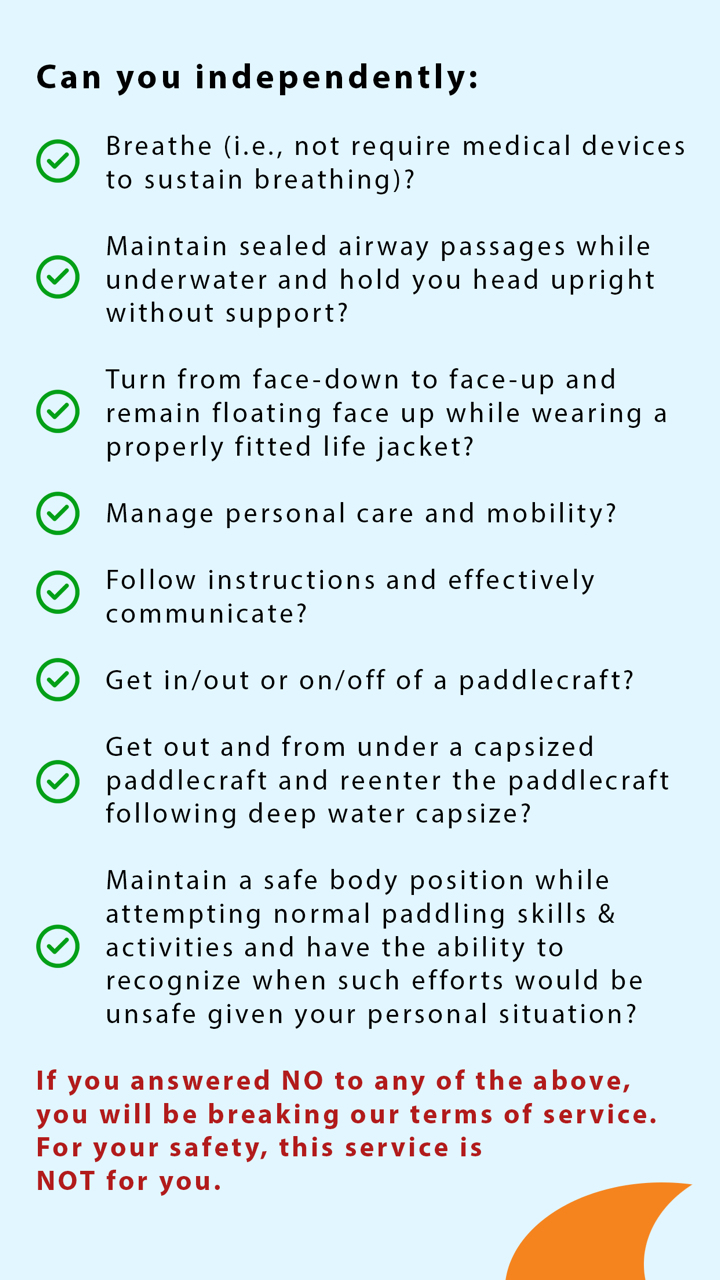 Can you independently:
Breathe (i.e., not require medical devices
to sustain breathing)?
Maintain sealed airway passages while
underwater and hold you head upright
without support?
Turn from face-down to face-up and
remain floating face up while wearing a
properly fitted life jacket?
Manage personal care and mobility?
Follow instructions and effectively
communicate?
Get in/out or on/off of a paddlecraft?
Get out and from under a capsized
paddlecraft and reenter the paddlecraft
following deep water capsize?
Maintain a safe body position while
attempting normal paddling skills &
activities and have the ability to
recognize when such efforts would be
unsafe given your personal situation?
If you answered NO to any of the above,
you will be breaking our terms of service.
For your safety, this service is
NOT for you.